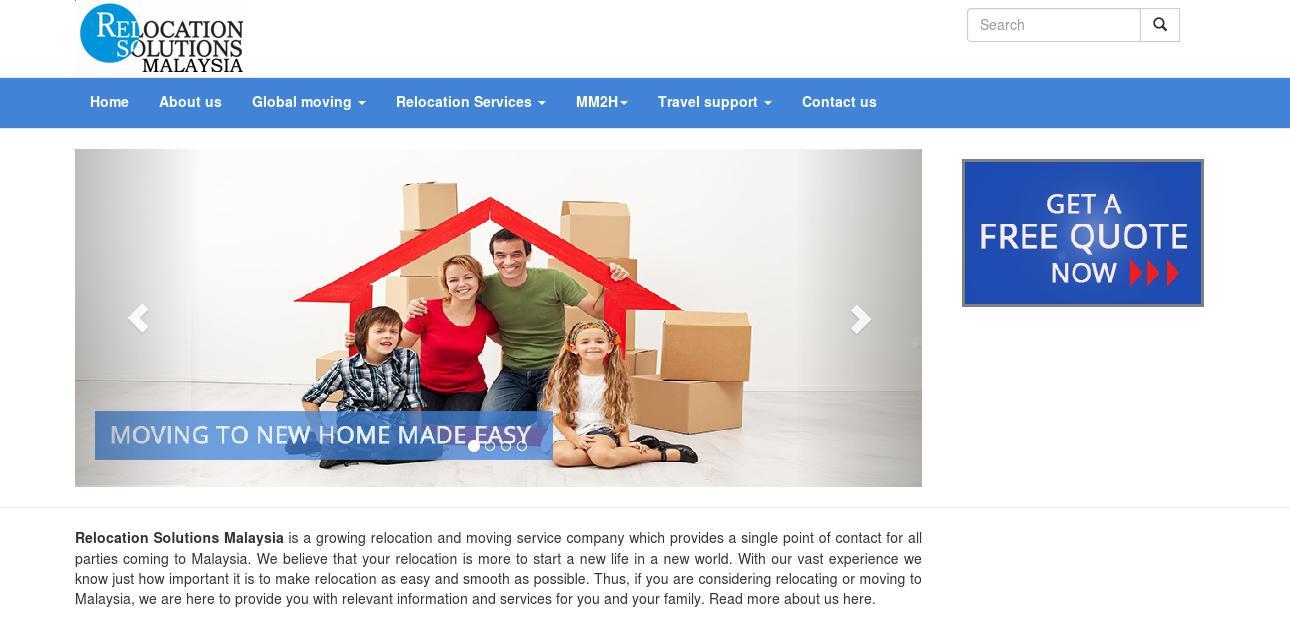 RELOCATION
SOLUTIONS
MALAYSIA
Search
Home About us Global moving Relocation Services MM2H Travel support Contact us
GET A
FREE QUOTE
NOW
MOVING TO NEW HOME MADE EASY
Relocation Solutions Malaysia is a growing relocation and moving service company which provides a single point of contact for all
parties coming to Malaysia. We believe that your relocation is more to start a new life in a new world. With our vast experience we
know just how important it is to make relocation as easy and smooth as possible. Thus, if you are considering relocating or moving to
Malaysia, we are here to provide you with relevant information and services for you and your family. Read more about us here.